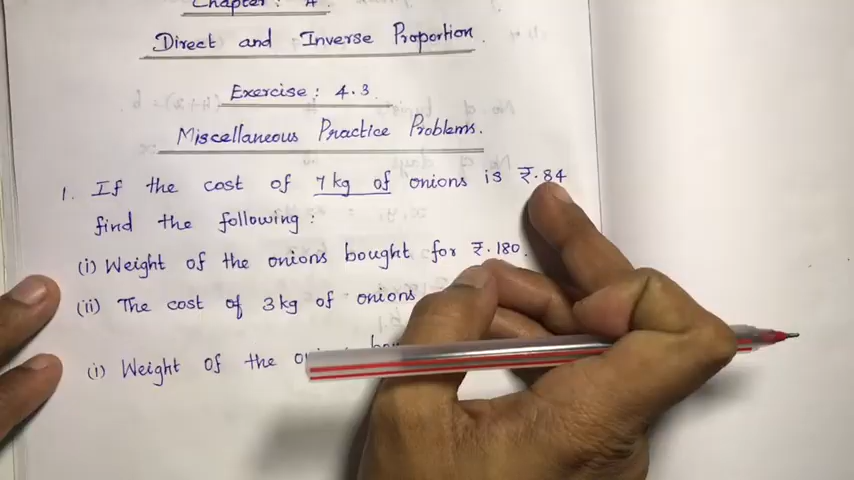 Chapter : 4
Direct and Inverse Proportion.
Exercise : 4.3.
Miscellaneous Practice Problems.
1. If the cost of 7 kg of onions is ₹.84
find the following :
(i) Weight of the onions bought for ₹.180.
(ii) The cost of 3 kg of onions
(i) Weight of the